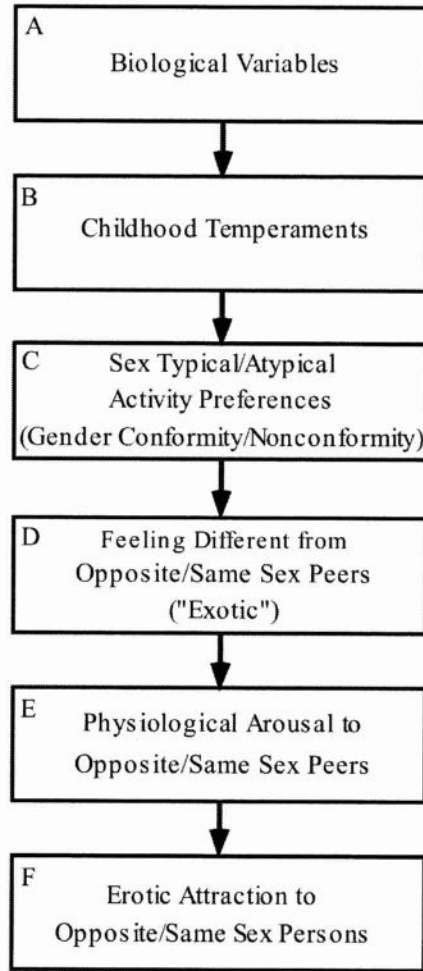 A
Biological Variables
B
Childhood Temperaments
C
Sex Typical/Atypical
Activity Preferences
(Gender Conformity/Nonconformity)
D
Feeling Different from
Opposite/Same Sex Peers
("Exotic")
E
Physiological Arousal to
Opposite/Same Sex Peers
F
Erotic Attraction to
Opposite/Same Sex Persons